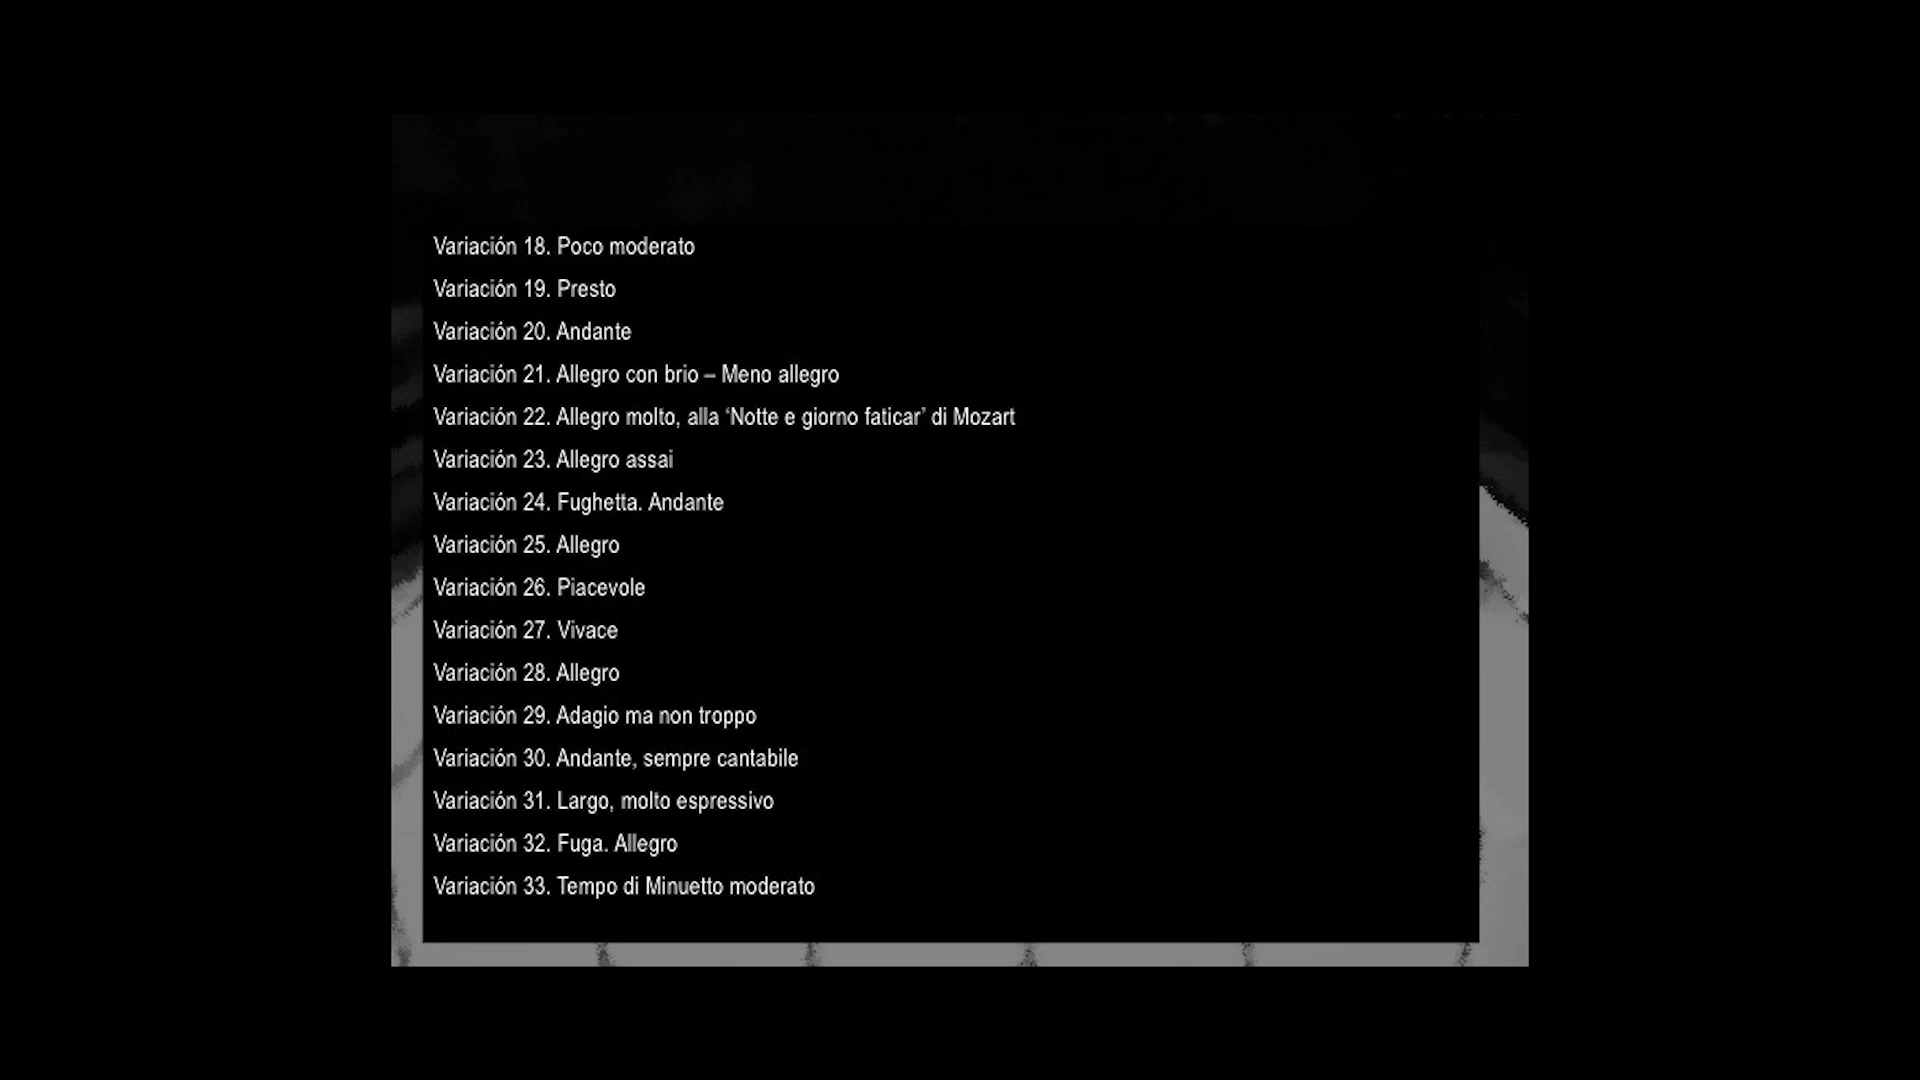 Variación 18. Poco moderato
Variación 19. Presto
Variación 20. Andante
Variación 21. Allegro con brio – Meno allegro
Variación 22. Allegro molto, alla ‘Notte e giorno faticar’ di Mozart
Variación 23. Allegro assai
Variación 24. Fughetta. Andante
Variación 25. Allegro
Variación 26. Piacevole
Variación 27. Vivace
Variación 28. Allegro
Variación 29. Adagio ma non troppo
Variación 30. Andante, sempre cantabile
Variación 31. Largo, molto espressivo
Variación 32. Fuga. Allegro
Variación 33. Tempo di Minuetto moderato